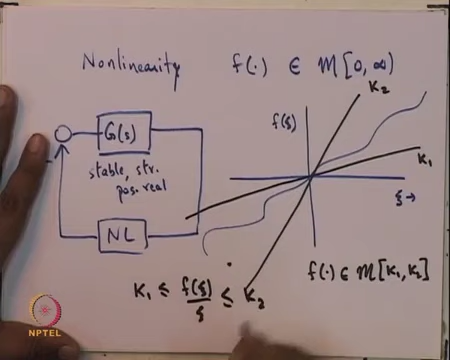 Nonlinearity f(·) ∈ M[0, ∞)
K₂
f(ξ)
G(s)
K₁
stable, str.
pos. real
ξ →
NL
f(·) ∈ M[K₁, K₂]
K₁ ≤ f(ξ)/ξ ≤ K₂
NPTEL